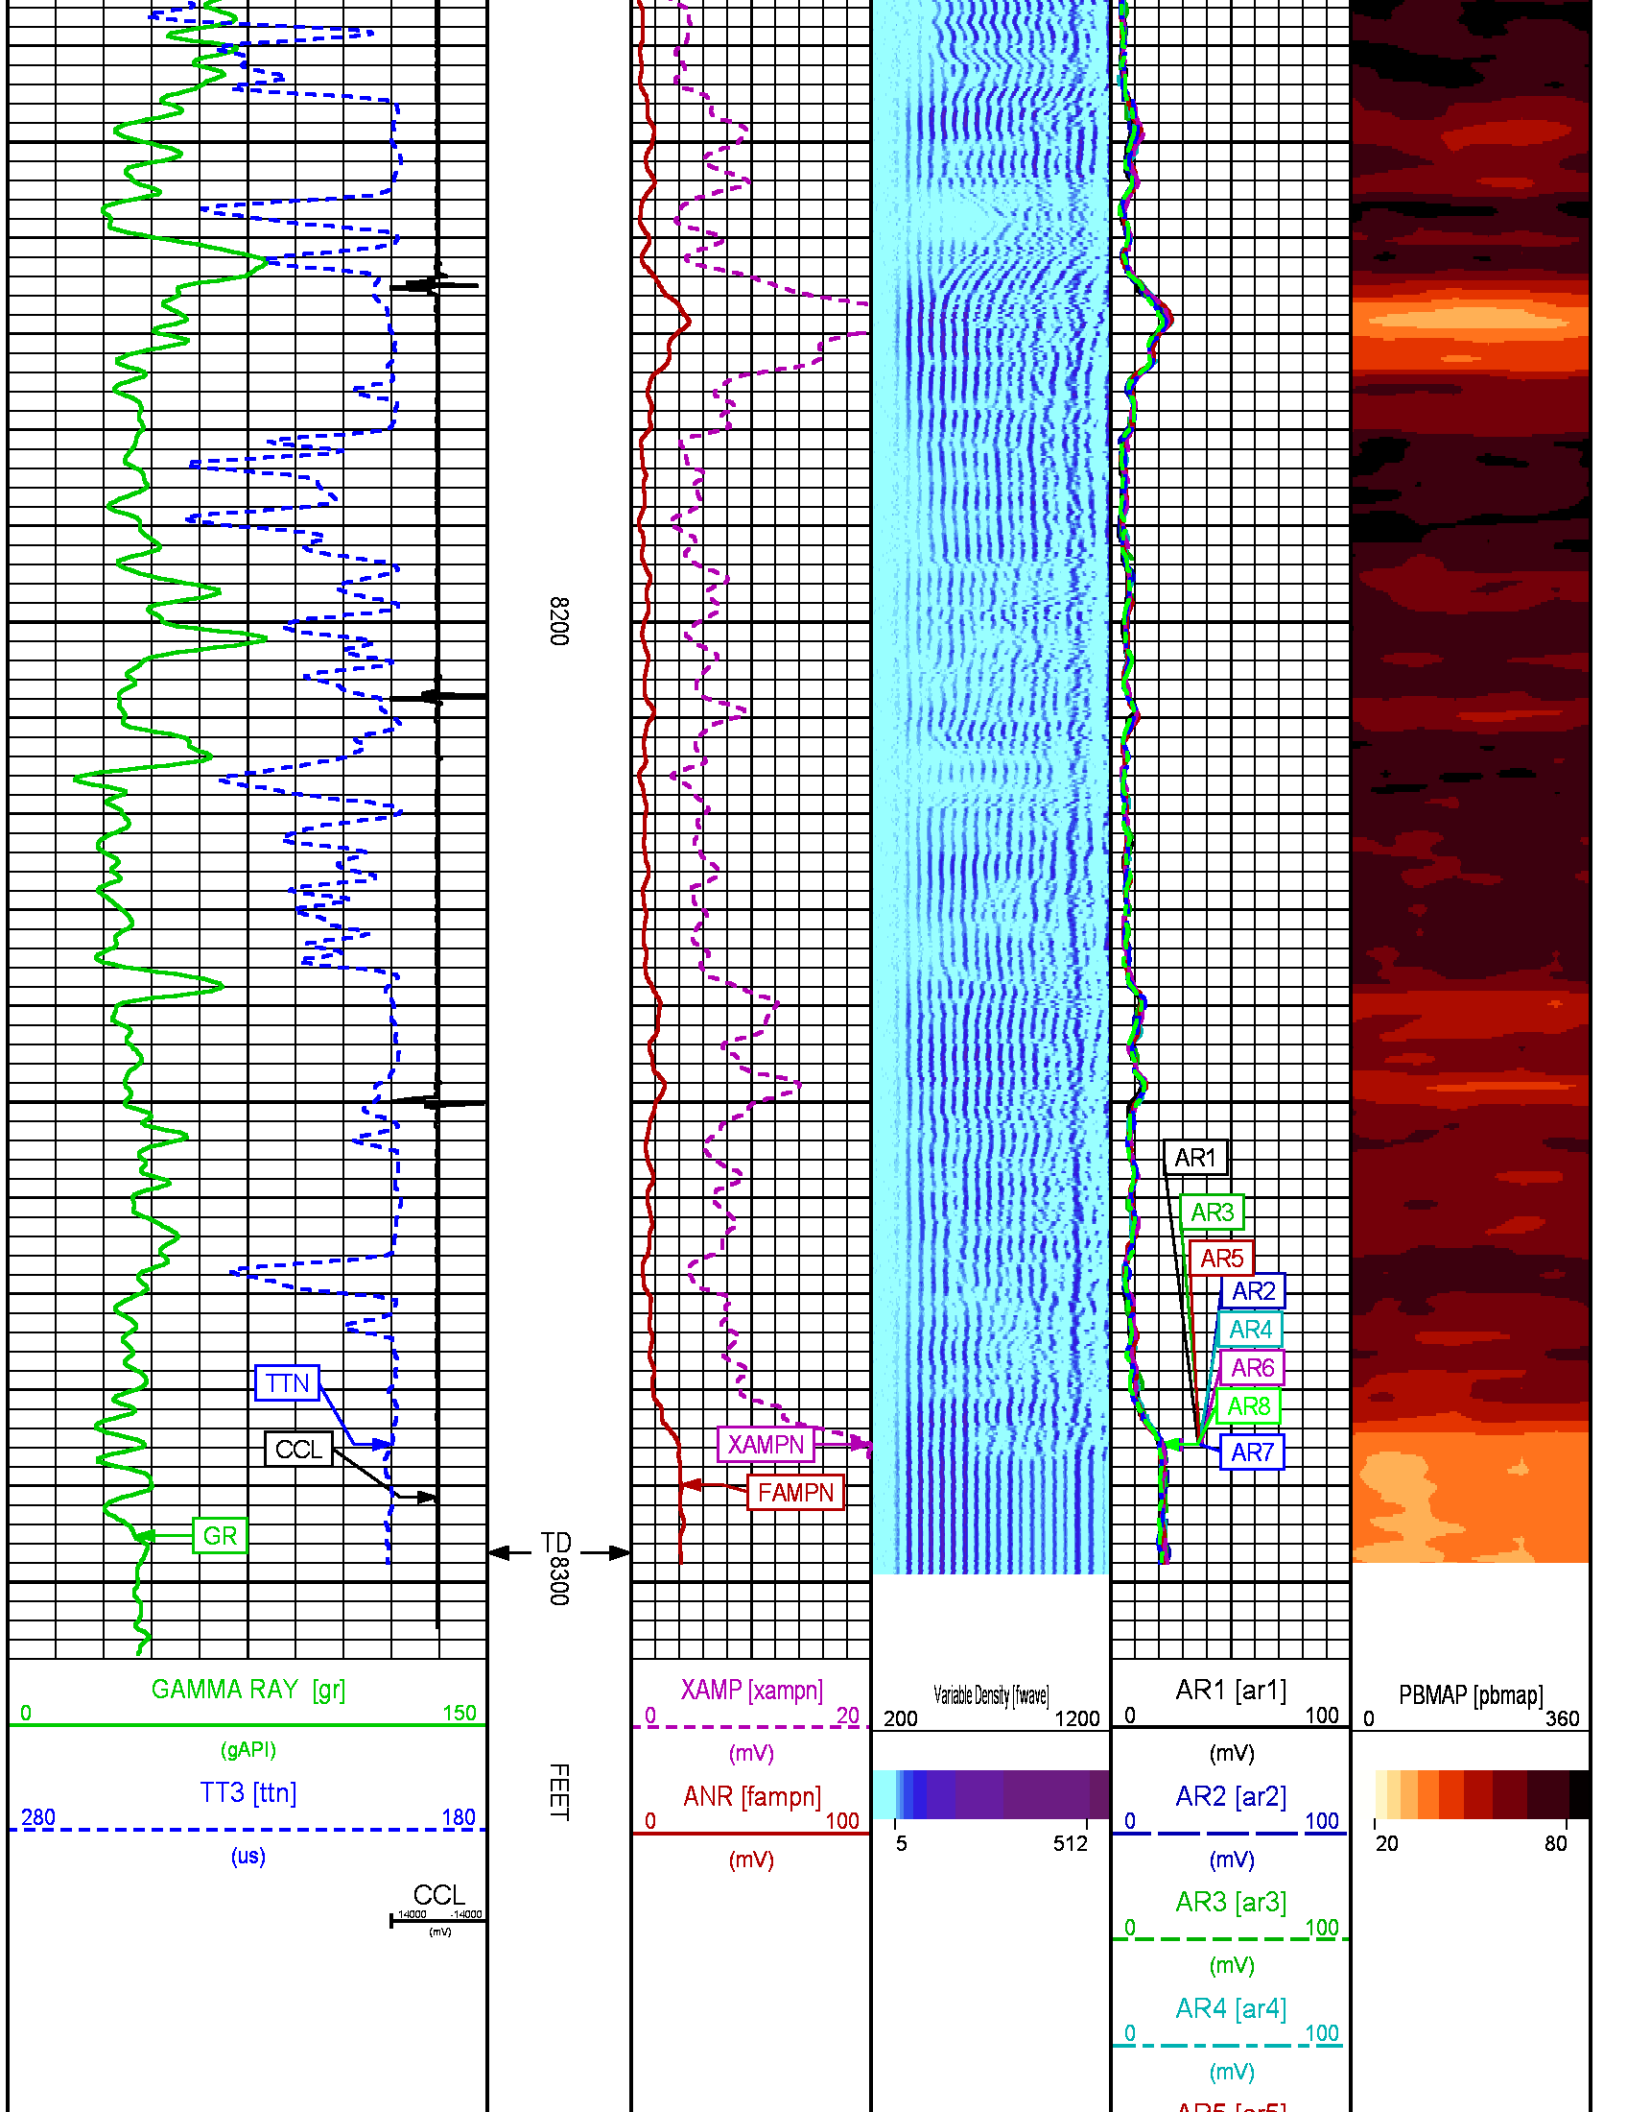 8200
AR1
AR3
AR5
AR2
AR4
AR6
AR8
AR7
TTN
CCL
XAMPN
FAMPN
GR
TD
8300
GAMMA RAY [gr]
0 150
(gAPI)
TT3 [ttn]
280 180
(us)
CCL
14000 -14000
(mV)
FEET
XAMP [xampn]
0 20
(mV)
ANR [fampn]
0 100
(mV)
Variable Density [fwave]
200 1200
5 512
AR1 [ar1]
0 100
(mV)
AR2 [ar2]
0 100
(mV)
AR3 [ar3]
0 100
(mV)
AR4 [ar4]
0 100
(mV)
AR5 [ar5]
PBMAP [pbmap]
0 360
20 80